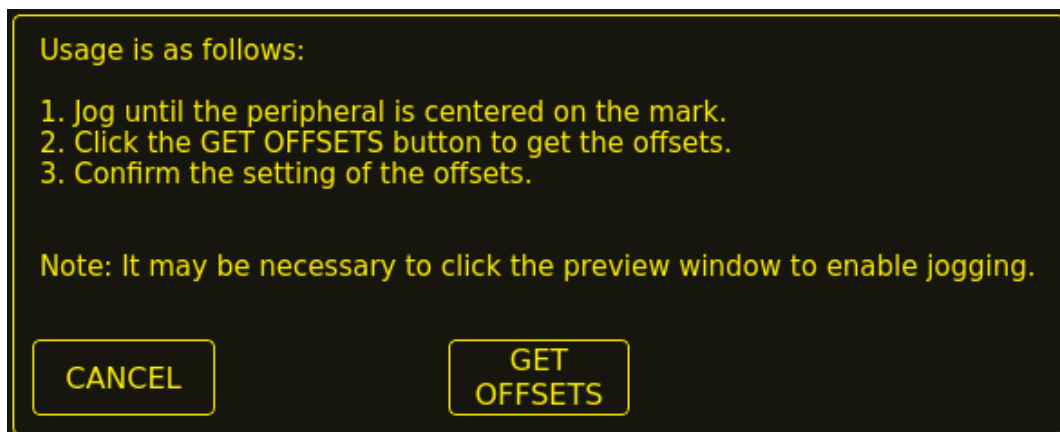 Usage is as follows:
1. Jog until the peripheral is centered on the mark.
2. Click the GET OFFSETS button to get the offsets.
3. Confirm the setting of the offsets.
Note: It may be necessary to click the preview window to enable jogging.
CANCEL
GET
OFFSETS